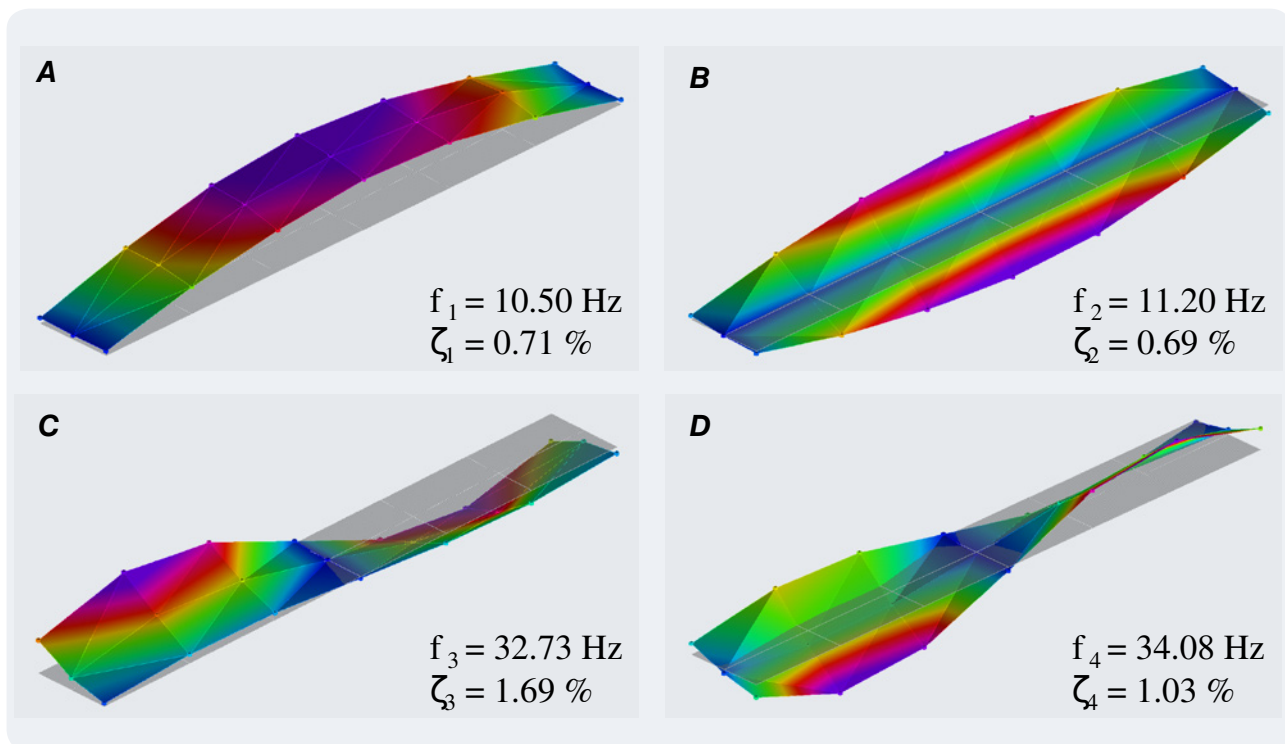 A
B
f₁ = 10.50 Hz
ζ₁ = 0.71 %
f₂ = 11.20 Hz
ζ₂ = 0.69 %
C
D
f₃ = 32.73 Hz
ζ₃ = 1.69 %
f₄ = 34.08 Hz
ζ₄ = 1.03 %